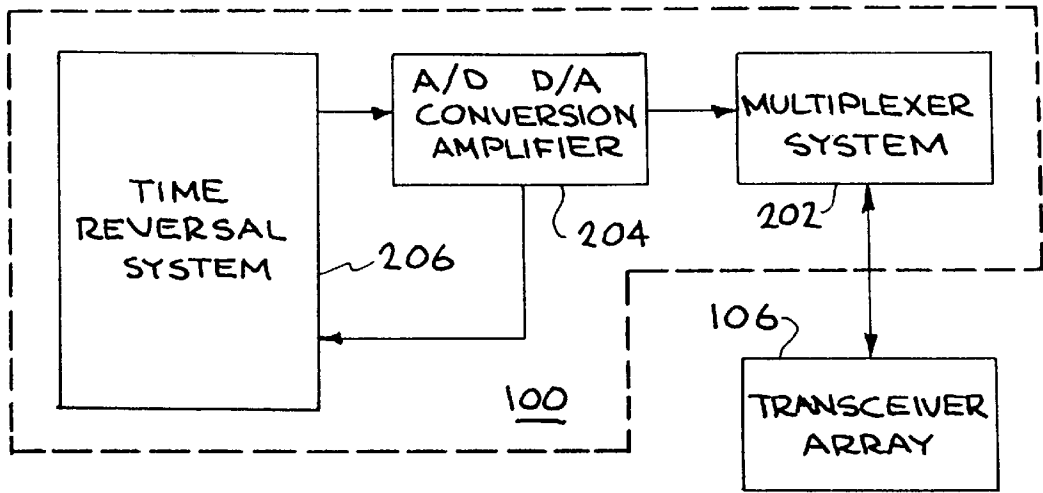 TIME
REVERSAL
SYSTEM
206
A/D D/A
CONVERSION
AMPLIFIER
204
MULTIPLEXER
SYSTEM
202
106
TRANSCEIVER
ARRAY
100